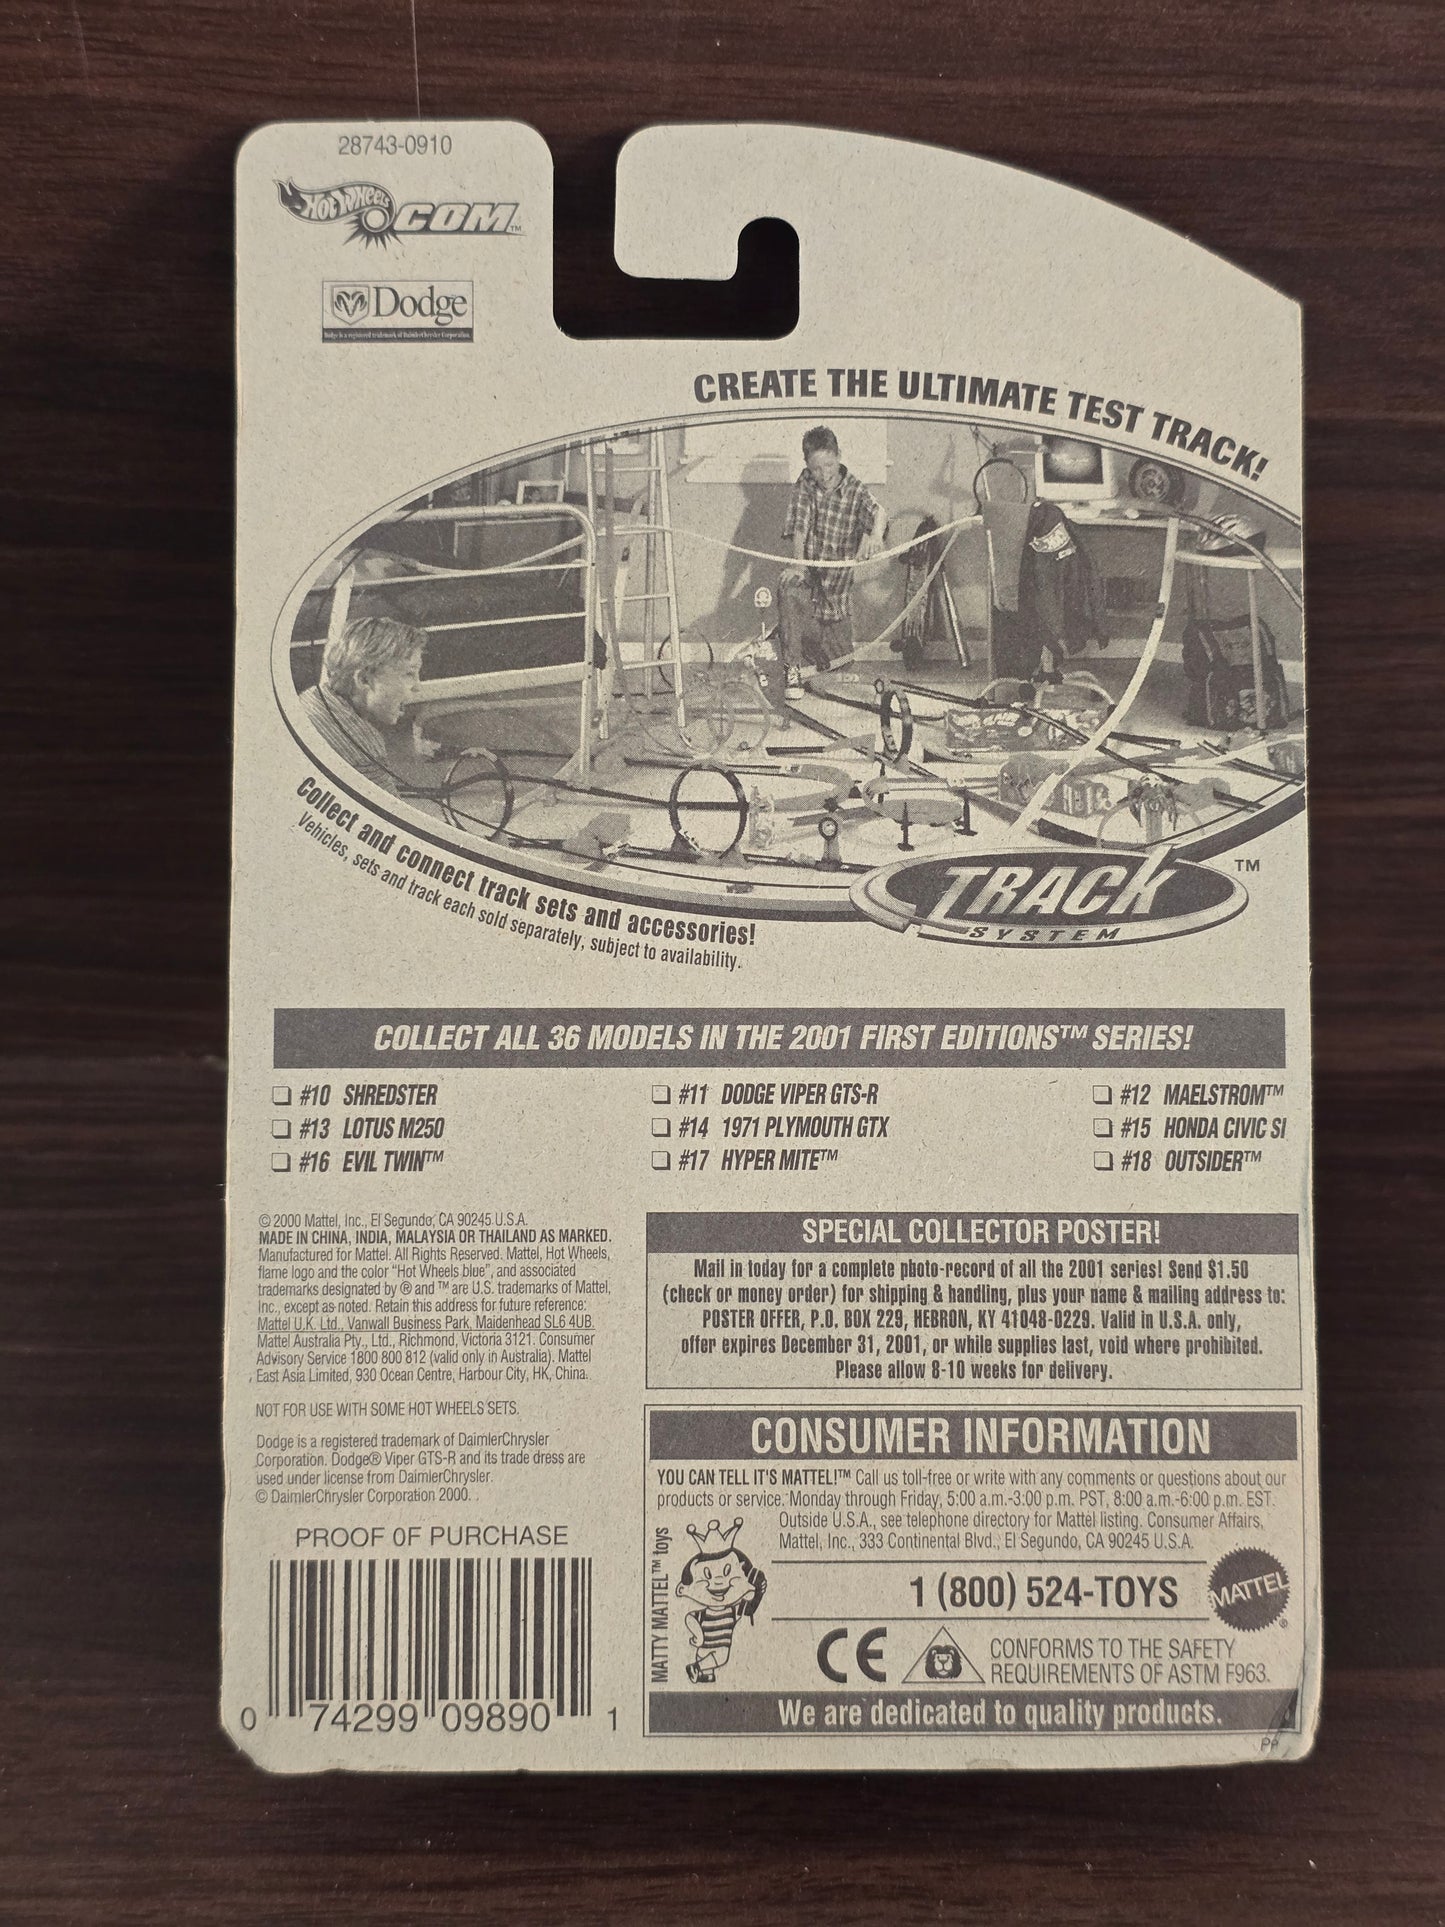 28743-0910
HOT WHEELS.COM™
Dodge
Dodge is a registered trademark of DaimlerChrysler Corporation.
CREATE THE ULTIMATE TEST TRACK!
Collect and connect track sets and accessories!
Vehicles, sets and track each sold separately, subject to availability.
TRACK ™
SYSTEM
COLLECT ALL 36 MODELS IN THE 2001 FIRST EDITIONS™ SERIES!
❏ #10 SHREDSTER ❏ #11 DODGE VIPER GTS-R ❏ #12 MAELSTROM™
❏ #13 LOTUS M250 ❏ #14 1971 PLYMOUTH GTX ❏ #15 HONDA CIVIC SI
❏ #16 EVIL TWIN™ ❏ #17 HYPER MITE™ ❏ #18 OUTSIDER™
© 2000 Mattel, Inc., El Segundo, CA 90245 U.S.A.
MADE IN CHINA, INDIA, MALAYSIA OR THAILAND AS MARKED.
Manufactured for Mattel. All Rights Reserved. Mattel, Hot Wheels,
flame logo and the color "Hot Wheels blue", and associated
trademarks designated by ® and ™ are U.S. trademarks of Mattel,
Inc., except as noted. Retain this address for future reference:
Mattel U.K. Ltd., Vanwall Business Park, Maidenhead SL6 4UB.
Mattel Australia Pty., Ltd., Richmond, Victoria 3121. Consumer
Advisory Service 1800 800 812 (valid only in Australia). Mattel
East Asia Limited, 930 Ocean Centre, Harbour City, HK, China.
NOT FOR USE WITH SOME HOT WHEELS SETS.
Dodge is a registered trademark of DaimlerChrysler
Corporation. Dodge® Viper GTS-R and its trade dress are
used under license from DaimlerChrysler.
© DaimlerChrysler Corporation 2000.
PROOF OF PURCHASE
0 74299 09890 1
SPECIAL COLLECTOR POSTER!
Mail in today for a complete photo-record of all the 2001 series! Send $1.50
(check or money order) for shipping & handling, plus your name & mailing address to:
POSTER OFFER, P.O. BOX 229, HEBRON, KY 41048-0229. Valid in U.S.A. only,
offer expires December 31, 2001, or while supplies last, void where prohibited.
Please allow 8-10 weeks for delivery.
CONSUMER INFORMATION
YOU CAN TELL IT'S MATTEL!™ Call us toll-free or write with any comments or questions about our
products or service. Monday through Friday, 5:00 a.m.-3:00 p.m. PST, 8:00 a.m.-6:00 p.m. EST.
Outside U.S.A., see telephone directory for Mattel listing. Consumer Affairs,
Mattel, Inc., 333 Continental Blvd., El Segundo, CA 90245 U.S.A.
MATTY MATTEL™ toys
1 (800) 524-TOYS
MATTEL®
CE
CONFORMS TO THE SAFETY
REQUIREMENTS OF ASTM F963.
We are dedicated to quality products.
PP